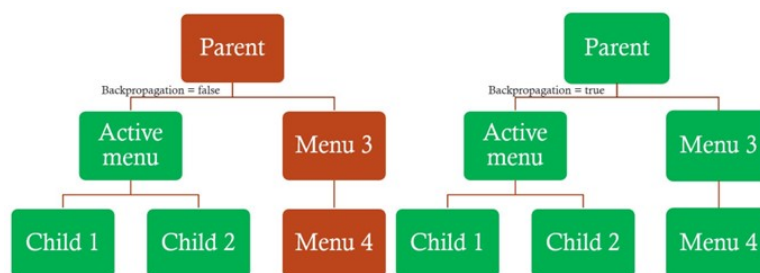 Parent
Backpropagation = false
Active
menu
Menu 3
Child 1
Child 2
Menu 4
Parent
Backpropagation = true
Active
menu
Menu 3
Child 1
Child 2
Menu 4